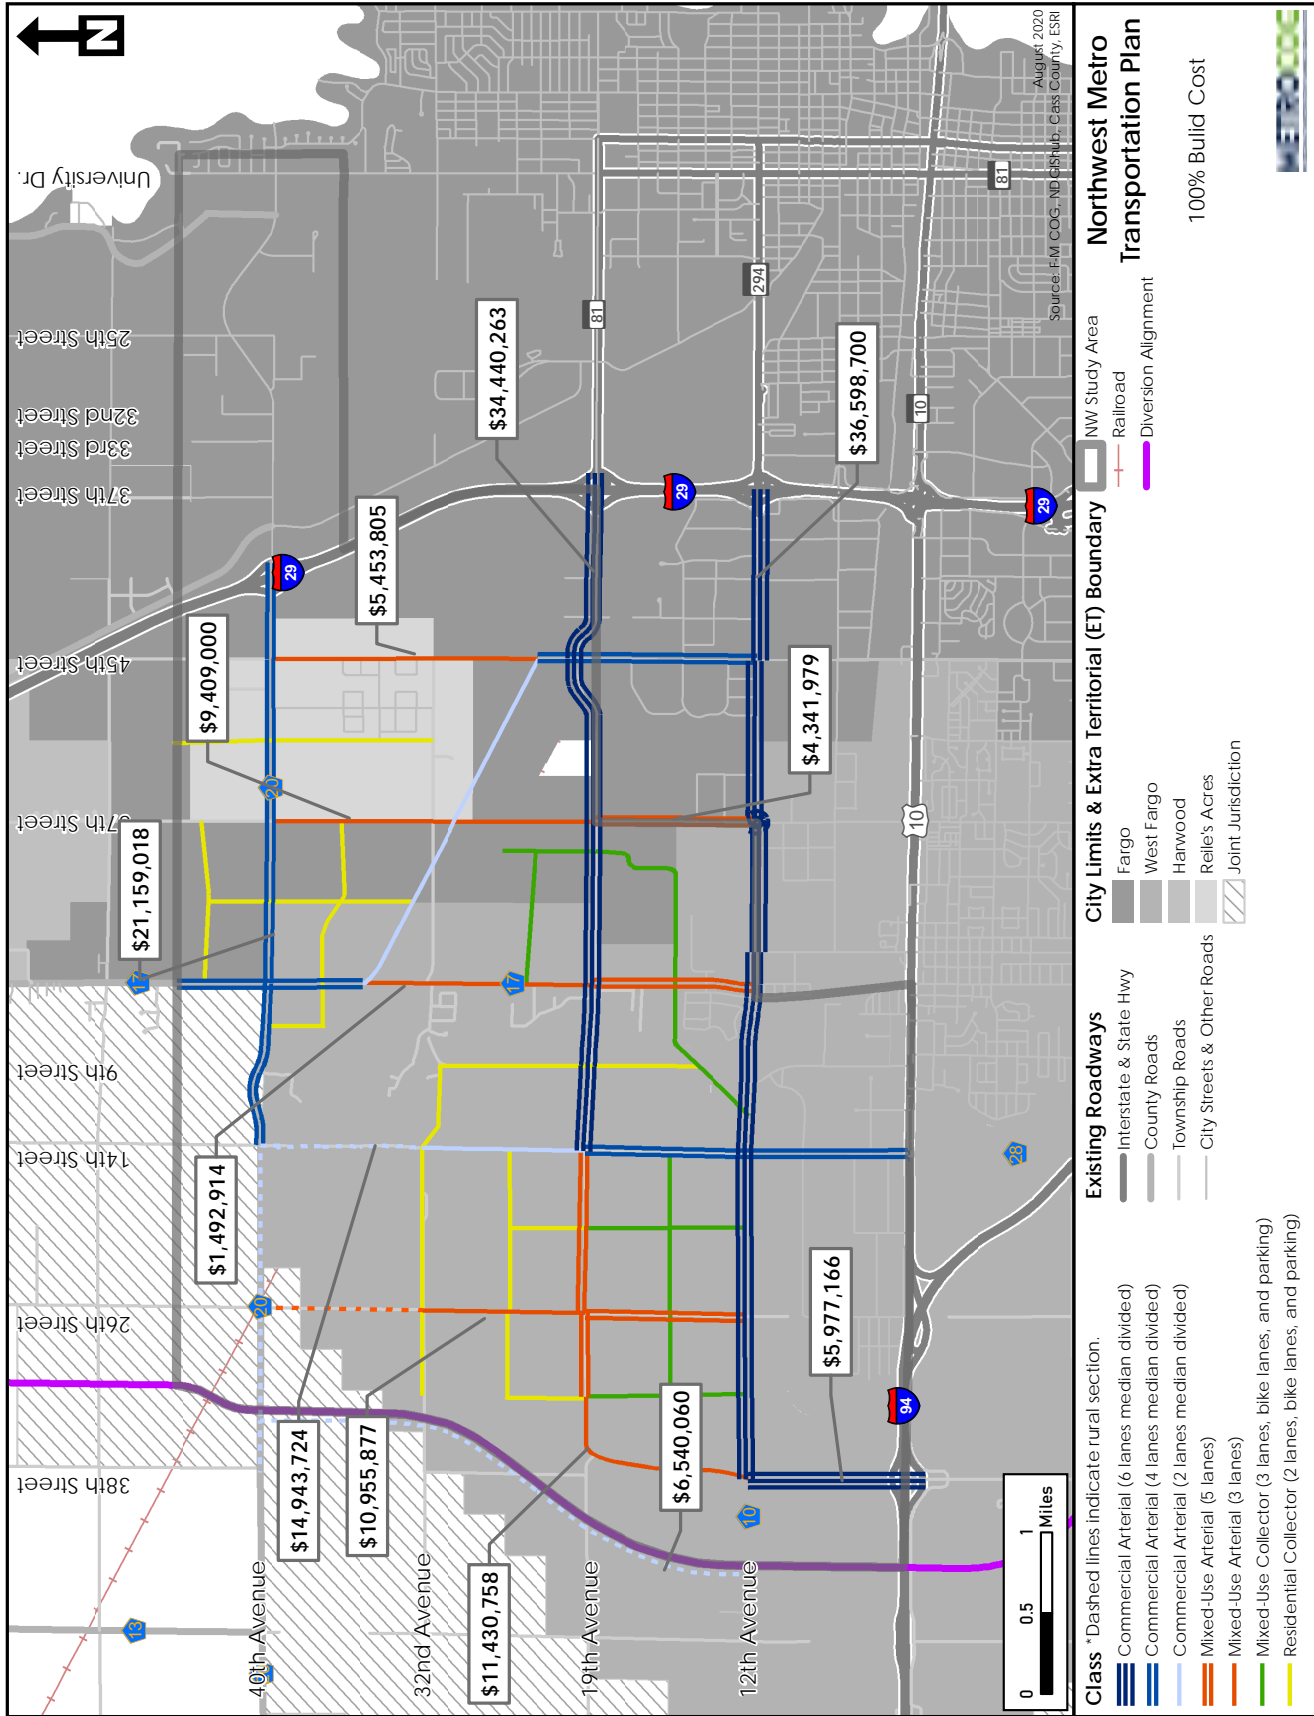 N
University Dr.
25th Street
32nd Street
33rd Street
37th Street
45th Street
57th Street
9th Street
14th Street
26th Street
38th Street
40th Avenue
32nd Avenue
19th Avenue
12th Avenue
$34,440,263
$36,598,700
$5,453,805
$9,409,000
$4,341,979
$21,159,018
$1,492,914
$14,943,724
$10,955,877
$11,430,758
$6,540,060
$5,977,166
81
294
81
10
29
29
29
20
17
17
10
28
20
94
10
13
0 0.5 1
Miles
August 2020
Source: F-M COG, NDGISHub, Cass County, ESRI
Class *Dashed lines indicate rural section.
Commercial Arterial (6 lanes median divided)
Commercial Arterial (4 lanes median divided)
Commercial Arterial (2 lanes median divided)
Mixed-Use Arterial (5 lanes)
Mixed-Use Arterial (3 lanes)
Mixed-Use Collector (3 lanes, bike lanes, and parking)
Residential Collector (2 lanes, bike lanes, and parking)
Existing Roadways
Interstate & State Hwy
County Roads
Township Roads
City Streets & Other Roads
City Limits & Extra Territorial (ET) Boundary
Fargo
West Fargo
Harwood
Reile's Acres
Joint Jurisdiction
NW Study Area
Railroad
Diversion Alignment
Northwest Metro
Transportation Plan
100% Bulid Cost
METROCOG